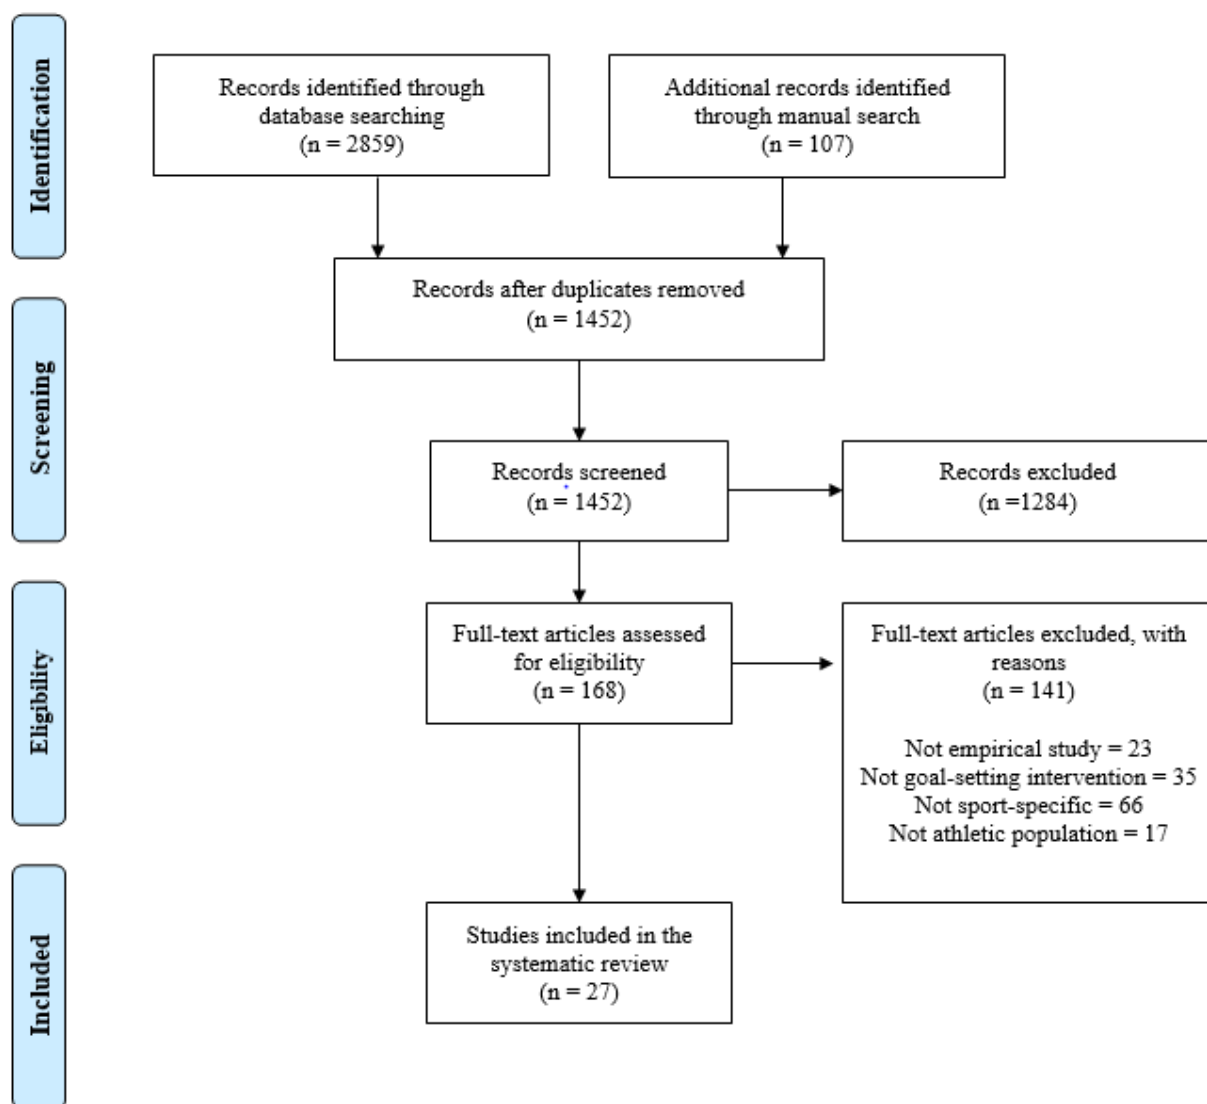 Identification
Records identified through
database searching
(n = 2859)
Additional records identified
through manual search
(n = 107)
Records after duplicates removed
(n = 1452)
Screening
Records screened
(n = 1452)
Records excluded
(n =1284)
Eligibility
Full-text articles assessed
for eligibility
(n = 168)
Full-text articles excluded, with
reasons
(n = 141)
Not empirical study = 23
Not goal-setting intervention = 35
Not sport-specific = 66
Not athletic population = 17
Included
Studies included in the
systematic review
(n = 27)